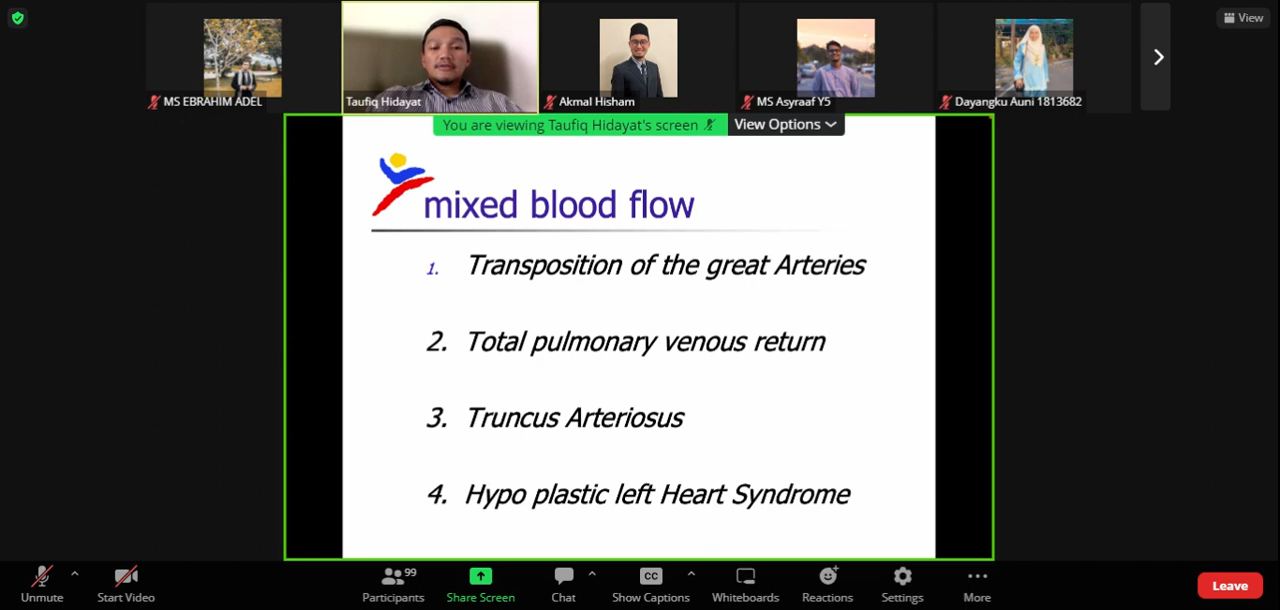 View
MS EBRAHIM ADEL
Taufiq Hidayat
Akmal Hisham
MS Asyraaf Y5
Dayangku Auni 1813682
You are viewing Taufiq Hidayat's screen
View Options
mixed blood flow
1. Transposition of the great Arteries
2. Total pulmonary venous return
3. Truncus Arteriosus
4. Hypo plastic left Heart Syndrome
99
CC
Unmute
Start Video
Participants
Share Screen
Chat
Show Captions
Whiteboards
Reactions
Settings
More
Leave